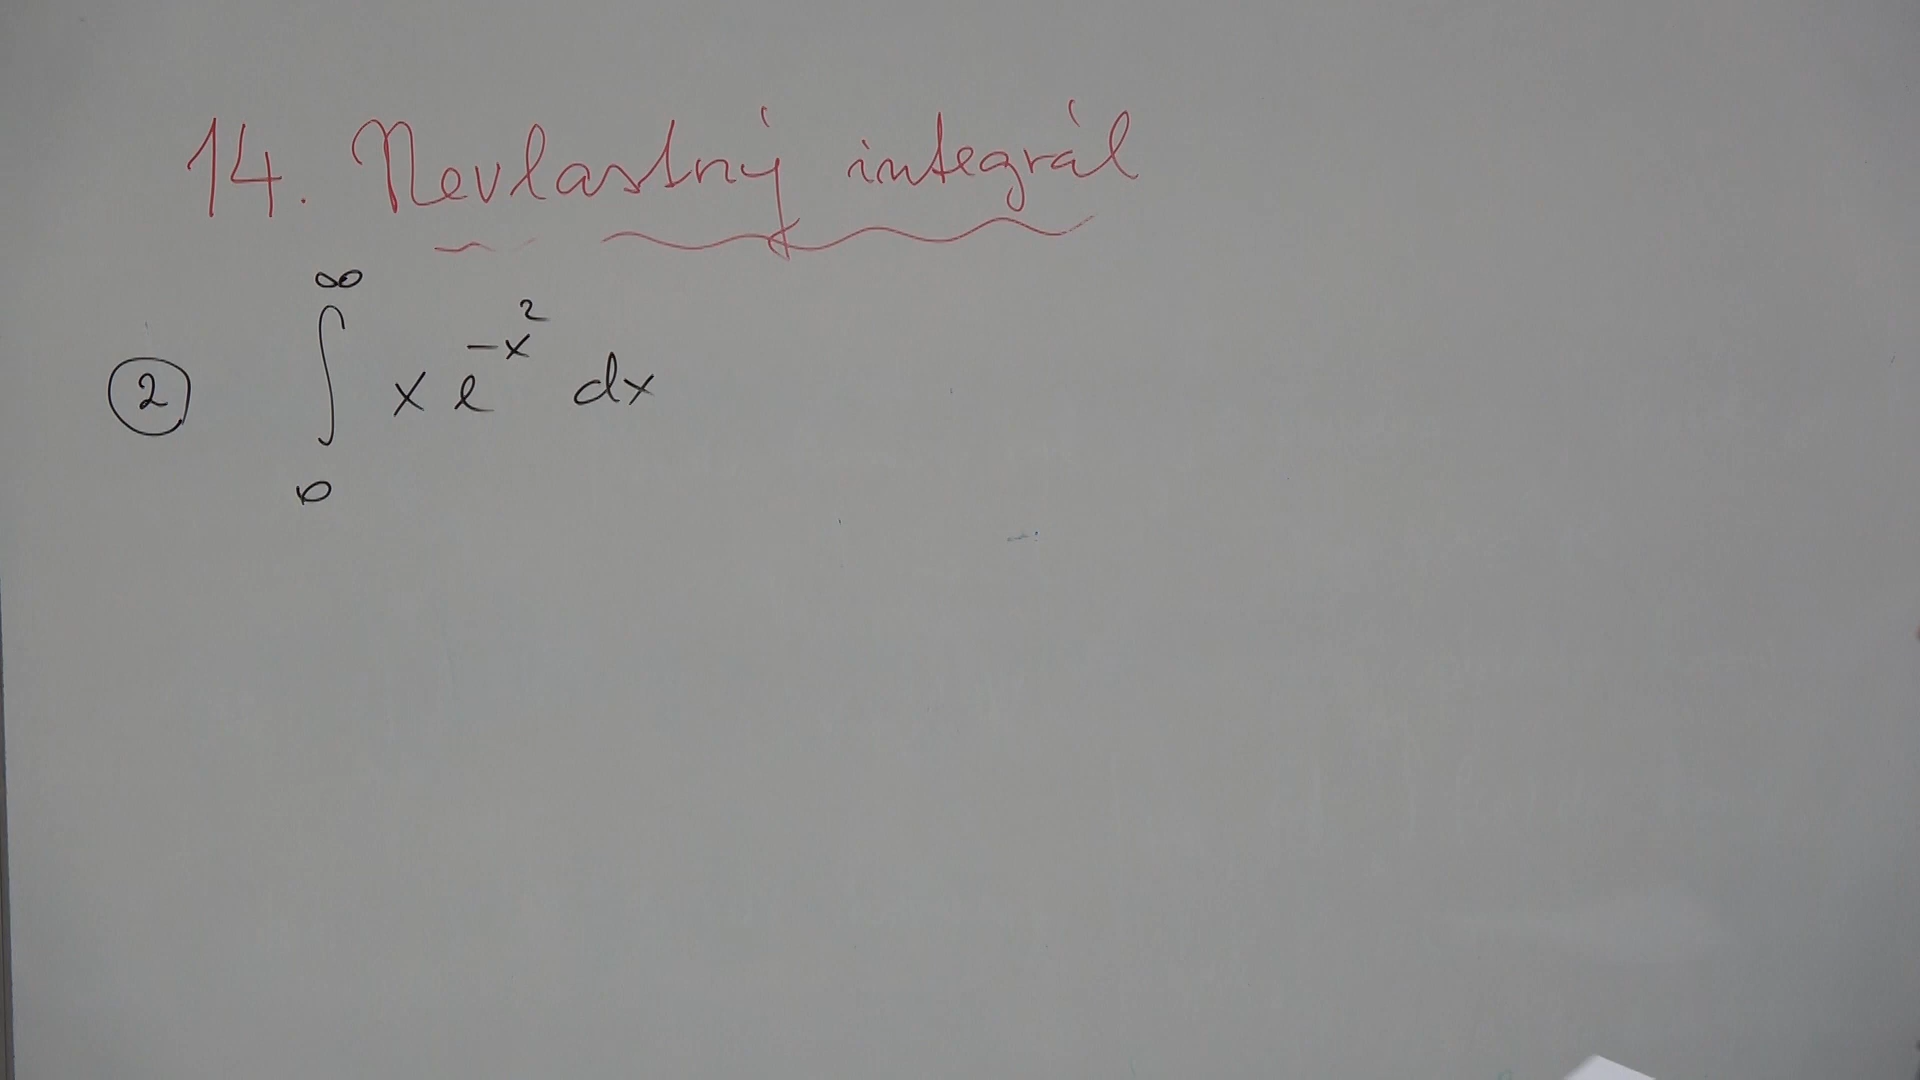 14. Nevlastný integrál
② ∫₀^∞ x e^{-x²} dx